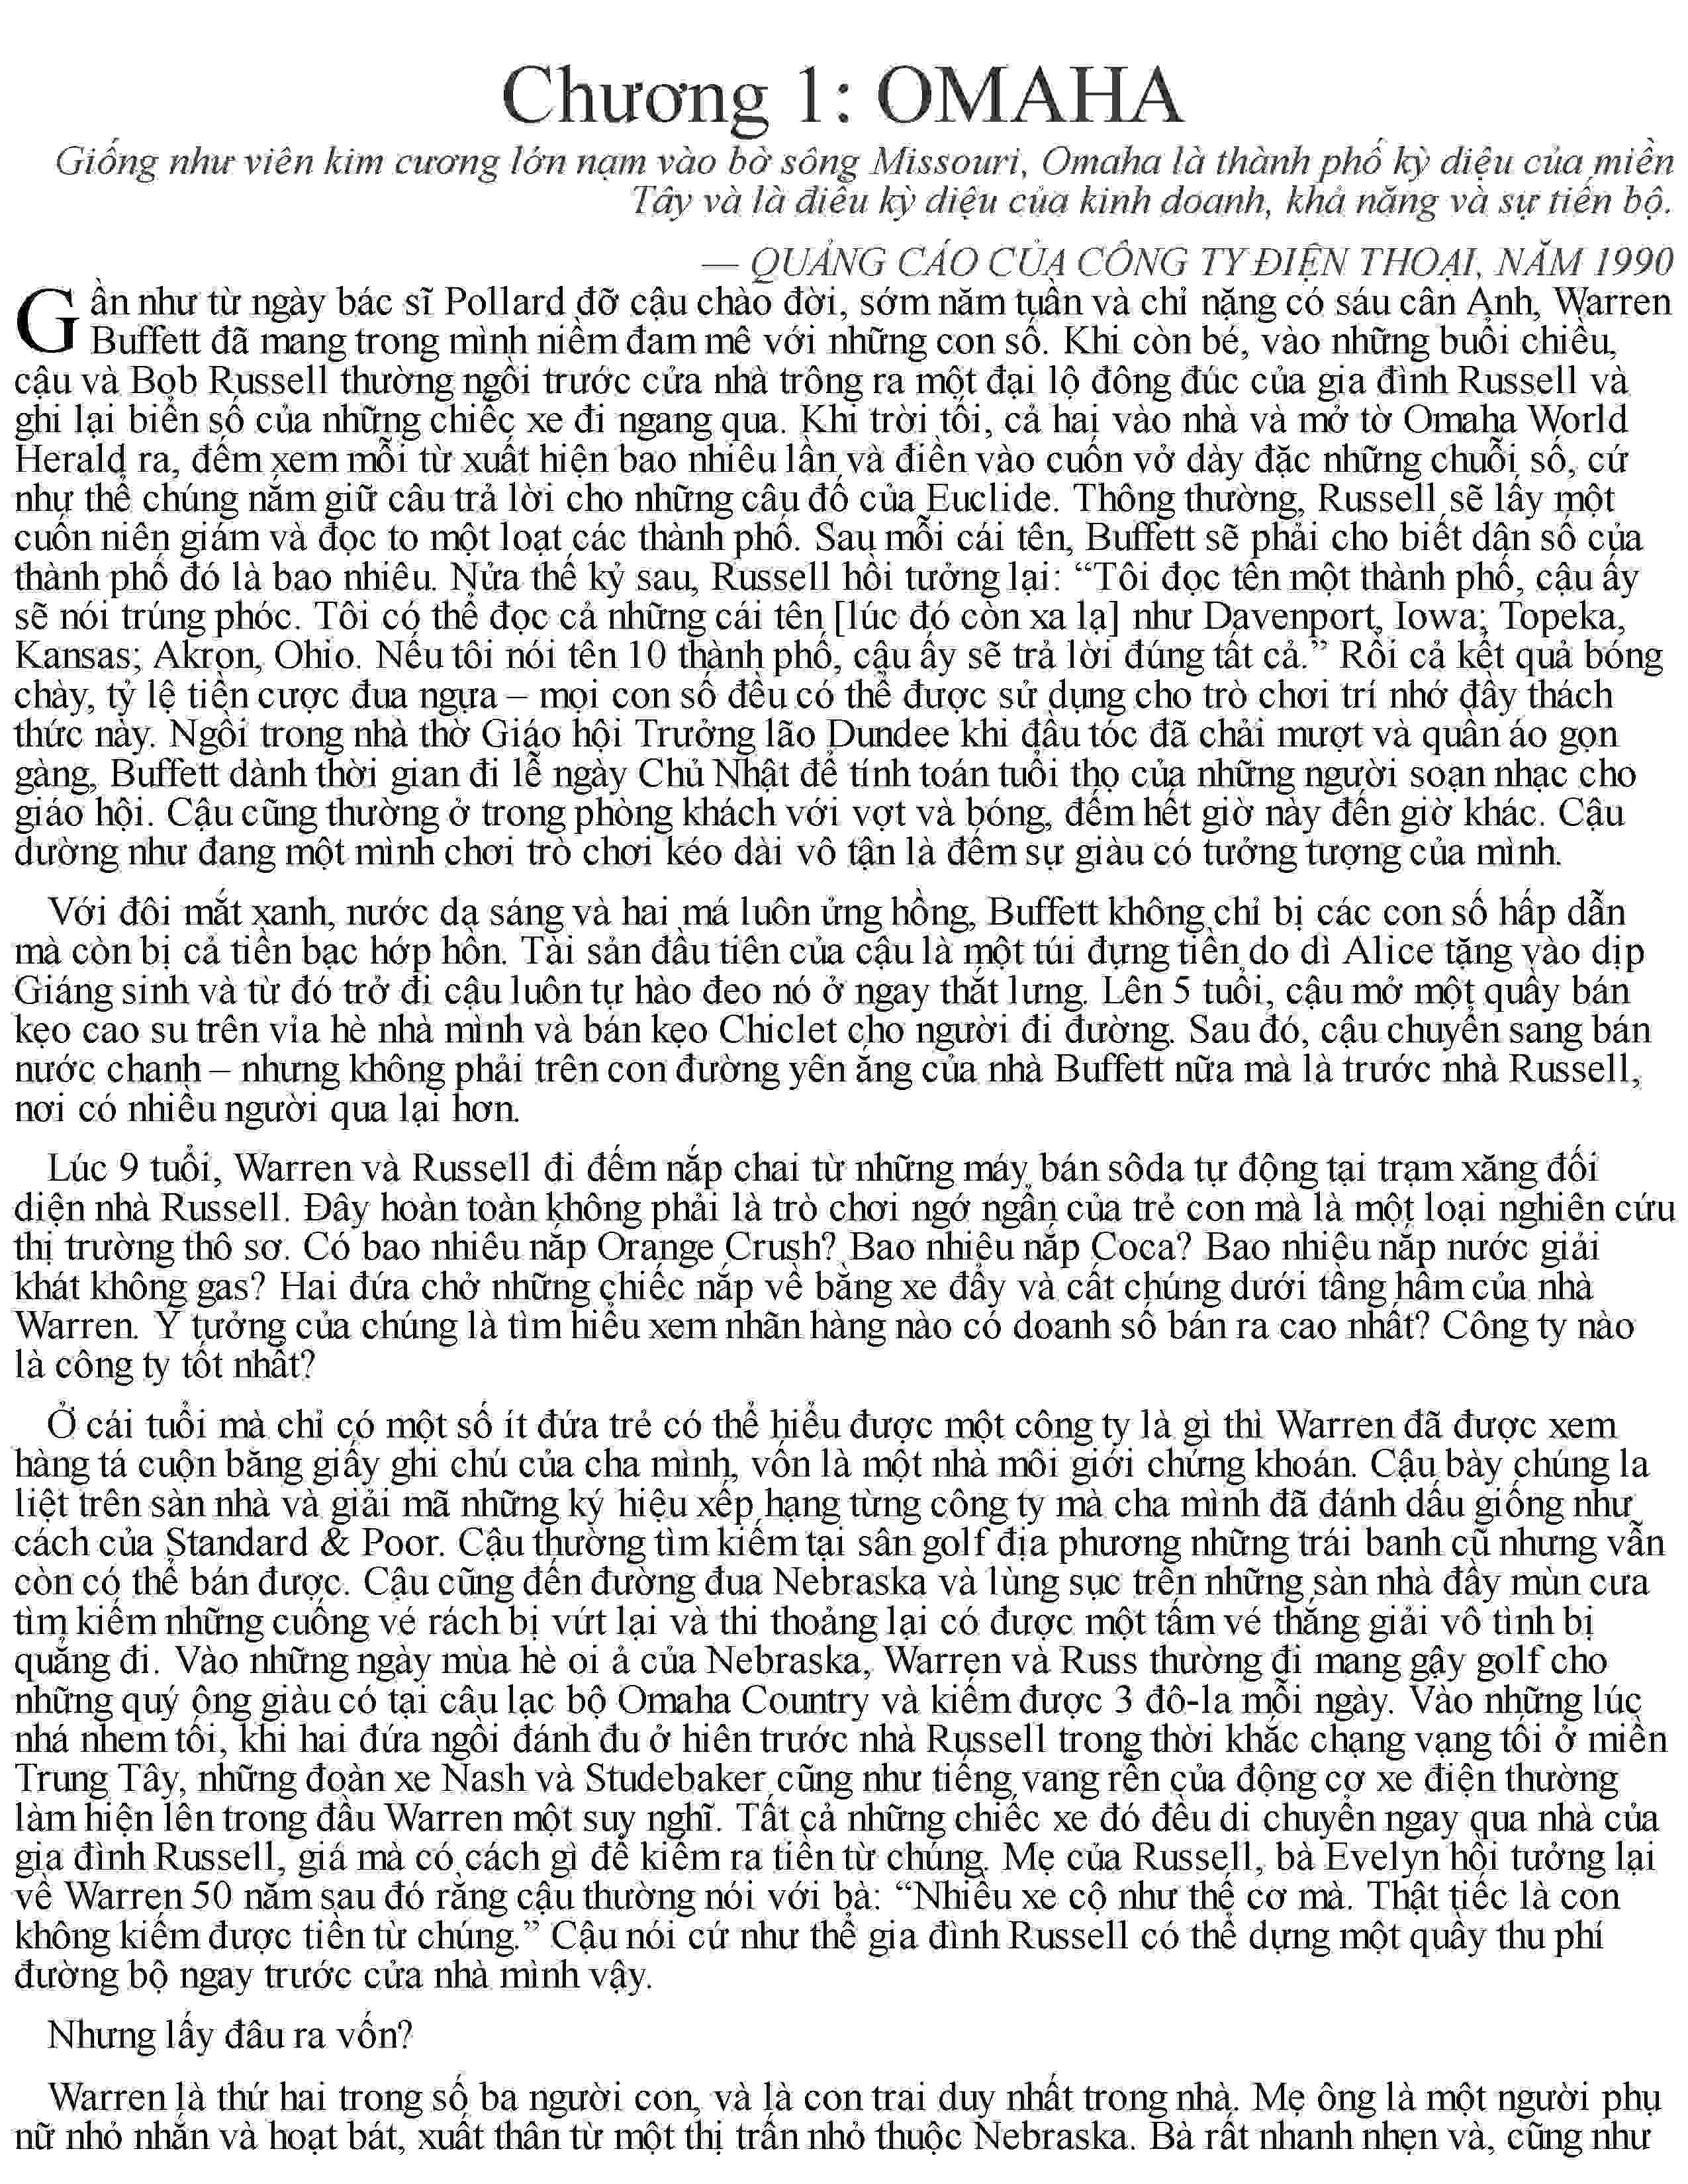 Chương 1: OMAHA
Giống như viên kim cương lớn nạm vào bờ sông Missouri, Omaha là thành phố kỳ diệu của miền
Tây và là điều kỳ diệu của kinh doanh, khả năng và sự tiến bộ.
— QUẢNG CÁO CỦA CÔNG TY ĐIỆN THOẠI, NĂM 1990
Gần như từ ngày bác sĩ Pollard đỡ cậu chào đời, sớm năm tuần và chỉ nặng có sáu cân Anh, Warren
Buffett đã mang trong mình niềm đam mê với những con số. Khi còn bé, vào những buổi chiều,
cậu và Bob Russell thường ngồi trước cửa nhà trông ra một đại lộ đông đúc của gia đình Russell và
ghi lại biển số của những chiếc xe đi ngang qua. Khi trời tối, cả hai vào nhà và mở tờ Omaha World
Herald ra, đếm xem mỗi từ xuất hiện bao nhiêu lần và điền vào cuốn vở dày đặc những chuỗi số, cứ
như thể chúng nắm giữ câu trả lời cho những câu đố của Euclide. Thông thường, Russell sẽ lấy một
cuốn niên giám và đọc to một loạt các thành phố. Sau mỗi cái tên, Buffett sẽ phải cho biết dân số của
thành phố đó là bao nhiêu. Nửa thế kỷ sau, Russell hồi tưởng lại: “Tôi đọc tên một thành phố, cậu ấy
sẽ nói trúng phóc. Tôi có thể đọc cả những cái tên [lúc đó còn xa lạ] như Davenport, Iowa; Topeka,
Kansas; Akron, Ohio. Nếu tôi nói tên 10 thành phố, cậu ấy sẽ trả lời đúng tất cả.” Rồi cả kết quả bóng
chày, tỷ lệ tiền cược đua ngựa – mọi con số đều có thể được sử dụng cho trò chơi trí nhớ đầy thách
thức này. Ngồi trong nhà thờ Giáo hội Trưởng lão Dundee khi đầu tóc đã chải mượt và quần áo gọn
gàng, Buffett dành thời gian đi lễ ngày Chủ Nhật để tính toán tuổi thọ của những người soạn nhạc cho
giáo hội. Cậu cũng thường ở trong phòng khách với vợt và bóng, đếm hết giờ này đến giờ khác. Cậu
dường như đang một mình chơi trò chơi kéo dài vô tận là đếm sự giàu có tưởng tượng của mình.
Với đôi mắt xanh, nước da sáng và hai má luôn ửng hồng, Buffett không chỉ bị các con số hấp dẫn
mà còn bị cả tiền bạc hớp hồn. Tài sản đầu tiên của cậu là một túi đựng tiền do dì Alice tặng vào dịp
Giáng sinh và từ đó trở đi cậu luôn tự hào đeo nó ở ngay thắt lưng. Lên 5 tuổi, cậu mở một quầy bán
kẹo cao su trên vỉa hè nhà mình và bán kẹo Chiclet cho người đi đường. Sau đó, cậu chuyển sang bán
nước chanh – nhưng không phải trên con đường yên ắng của nhà Buffett nữa mà là trước nhà Russell,
nơi có nhiều người qua lại hơn.
Lúc 9 tuổi, Warren và Russell đi đếm nắp chai từ những máy bán sôda tự động tại trạm xăng đối
diện nhà Russell. Đây hoàn toàn không phải là trò chơi ngớ ngẩn của trẻ con mà là một loại nghiên cứu
thị trường thô sơ. Có bao nhiêu nắp Orange Crush? Bao nhiêu nắp Coca? Bao nhiêu nắp nước giải
khát không gas? Hai đứa chở những chiếc nắp về bằng xe đẩy và cất chúng dưới tầng hầm của nhà
Warren. Ý tưởng của chúng là tìm hiểu xem nhãn hàng nào có doanh số bán ra cao nhất? Công ty nào
là công ty tốt nhất?
Ở cái tuổi mà chỉ có một số ít đứa trẻ có thể hiểu được một công ty là gì thì Warren đã được xem
hàng tá cuộn băng giấy ghi chú của cha mình, vốn là một nhà môi giới chứng khoán. Cậu bày chúng la
liệt trên sàn nhà và giải mã những ký hiệu xếp hạng từng công ty mà cha mình đã đánh dấu giống như
cách của Standard & Poor. Cậu thường tìm kiếm tại sân golf địa phương những trái banh cũ nhưng vẫn
còn có thể bán được. Cậu cũng đến đường đua Nebraska và lùng sục trên những sàn nhà đầy mùn cưa
tìm kiếm những cuống vé rách bị vứt lại và thi thoảng lại có được một tấm vé thắng giải vô tình bị
quẳng đi. Vào những ngày mùa hè oi ả của Nebraska, Warren và Russ thường đi mang gậy golf cho
những quý ông giàu có tại câu lạc bộ Omaha Country và kiếm được 3 đô-la mỗi ngày. Vào những lúc
nhá nhem tối, khi hai đứa ngồi đánh đu ở hiên trước nhà Russell trong thời khắc chạng vạng tối ở miền
Trung Tây, những đoàn xe Nash và Studebaker cũng như tiếng vang rền của động cơ xe điện thường
làm hiện lên trong đầu Warren một suy nghĩ. Tất cả những chiếc xe đó đều di chuyển ngay qua nhà của
gia đình Russell, giá mà có cách gì để kiếm ra tiền từ chúng. Mẹ của Russell, bà Evelyn hồi tưởng lại
về Warren 50 năm sau đó rằng cậu thường nói với bà: “Nhiều xe cộ như thế cơ mà. Thật tiếc là con
không kiếm được tiền từ chúng.” Cậu nói cứ như thể gia đình Russell có thể dựng một quầy thu phí
đường bộ ngay trước cửa nhà mình vậy.
Nhưng lấy đâu ra vốn?
Warren là thứ hai trong số ba người con, và là con trai duy nhất trong nhà. Mẹ ông là một người phụ
nữ nhỏ nhắn và hoạt bát, xuất thân từ một thị trấn nhỏ thuộc Nebraska. Bà rất nhanh nhẹn và, cũng như